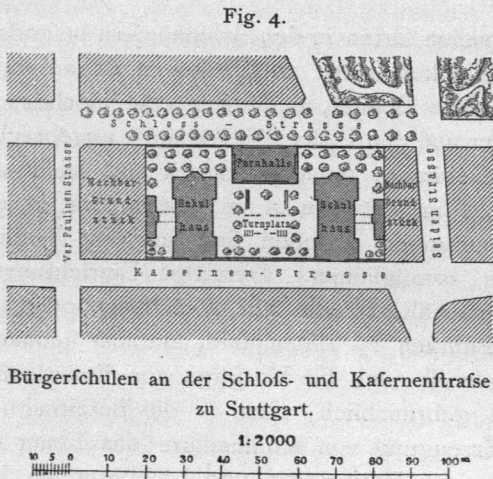 Fig. 4.
Schloss - Strasse
Turnhalle
Ver Paulinen Strasse
Nachbar
Grund-
stück
Schul
haus
Turnplatz
Schul
haus
Nachbar
Grund-
stück
Seiden Strasse
Kasernen - Strasse
Bürgerſchulen an der Schloſs- und Kaſernenſtraſse
zu Stuttgart.
1:2000
10 5 0 10 20 30 40 50 60 70 80 90 100m